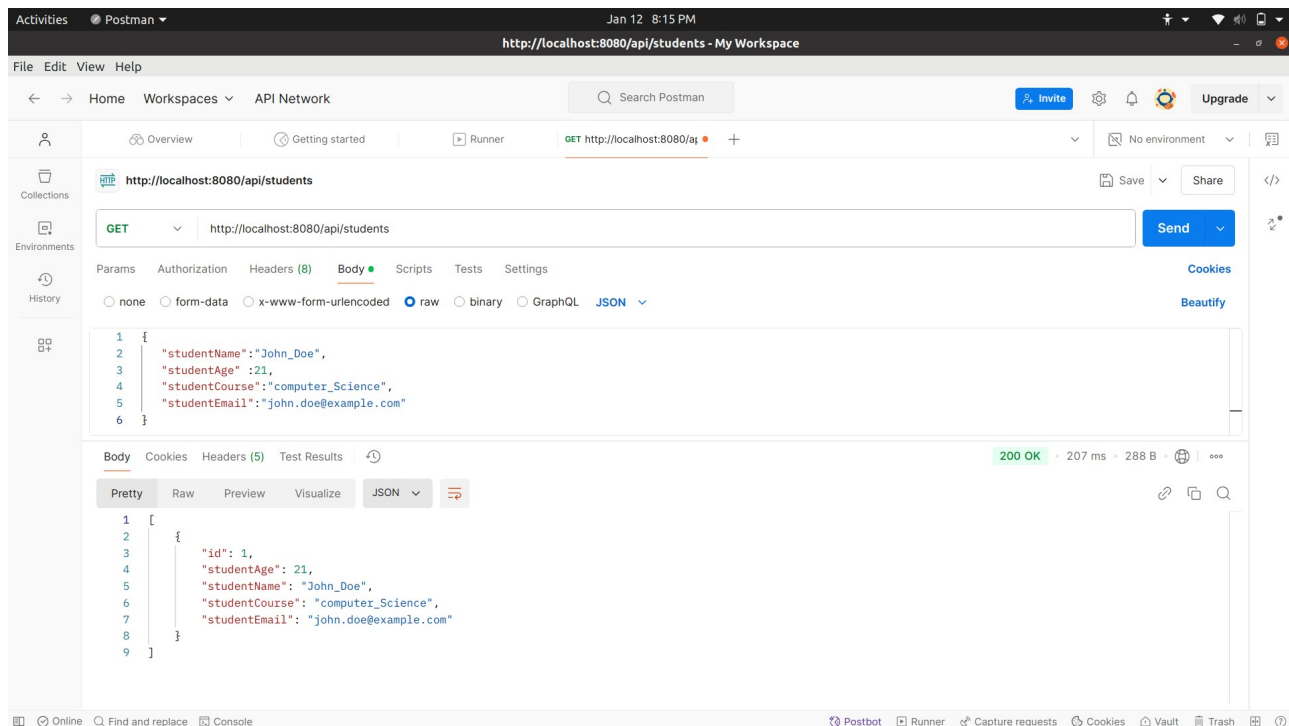 Activities Postman Jan 12 8:15 PM
http://localhost:8080/api/students - My Workspace
File Edit View Help
Home Workspaces API Network Search Postman Invite Upgrade
Overview Getting started Runner GET http://localhost:8080/ap No environment
http://localhost:8080/api/students Save Share
Collections
GET http://localhost:8080/api/students Send
Environments
Params Authorization Headers (8) Body Scripts Tests Settings Cookies
History
none form-data x-www-form-urlencoded raw binary GraphQL JSON Beautify
1 {
2 "studentName":"John_Doe",
3 "studentAge" :21,
4 "studentCourse":"computer_Science",
5 "studentEmail":"john.doe@example.com"
6 }
Body Cookies Headers (5) Test Results 200 OK 207 ms 288 B
Pretty Raw Preview Visualize JSON
1 [
2 {
3 "id": 1,
4 "studentAge": 21,
5 "studentName": "John_Doe",
6 "studentCourse": "computer_Science",
7 "studentEmail": "john.doe@example.com"
8 }
9 ]
Online Find and replace Console Postbot Runner Capture requests Cookies Vault Trash